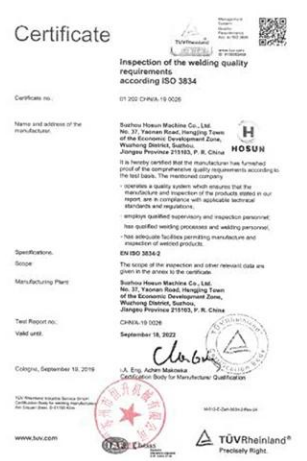 Certificate
TÜVRheinland
Inspection of the welding quality
requirements
according ISO 3834
Certificate no.:
01 202 CHN/A-19 0026
Name and address of the
manufacturer:
Suzhou Hosun Machine Co., Ltd.
No. 37, Yaonan Road, Hengjing Town
of the Economic Development Zone,
Wuzhong District, Suzhou,
Jiangsu Province 215103, P. R. China
HOSUN
It is hereby certified that the manufacturer has furnished
proof of the comprehensive quality requirements according to
the test basis. The mentioned company
- operates a quality system which ensures that the
manufacture and inspection of the products stated in our
report, are in compliance with applicable technical
standards and regulations,
- employs qualified supervisory and inspection personnel,
- has qualified welding processes and welding personnel,
- has adequate facilities permitting manufacture and
inspection of welded products.
Specifications:
EN ISO 3834-2
Scope:
The scope of the inspection and other relevant data are
given in the annex to the certificate.
Manufacturing Plant:
Suzhou Hosun Machine Co., Ltd.
No. 37, Yaonan Road, Hengjing Town
of the Economic Development Zone,
Wuzhong District, Suzhou,
Jiangsu Province 215103, P. R. China
Test Report no.:
CHN/A-19 0026
Valid until:
September 18, 2022
Cologne, September 19, 2019
i.A. Eng. Achim Makowka
Certification Body for Manufacturer Qualification
www.tuv.com
TÜVRheinland®
Precisely Right.